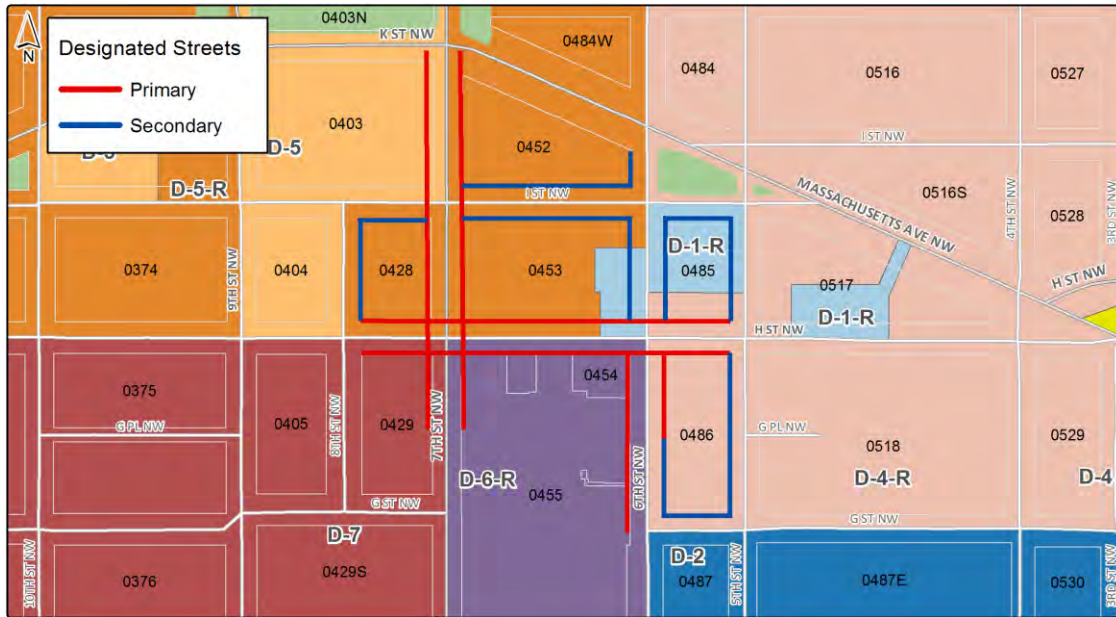 0403N
K ST NW
0484W
N
Designated Streets
Primary
Secondary
0484
0516
0527
0403
D-5
0452
I ST NW
D-5-R
I ST NW
MASSACHUSETTS AVE NW
0516S
4TH ST NW
0528
3RD ST NW
0374
9TH ST NW
0404
0428
0453
D-1-R
0485
0517
D-1-R
H ST NW
H ST NW
0375
G PL NW
0405
8TH ST NW
0429
7TH ST NW
0454
D-6-R
0455
6TH ST NW
0486
G PL NW
0518
D-4-R
0529
D-4
G ST NW
G ST NW
D-7
10TH ST NW
0376
0429S
D-2
0487
5TH ST NW
0487E
0530
3RD ST NW